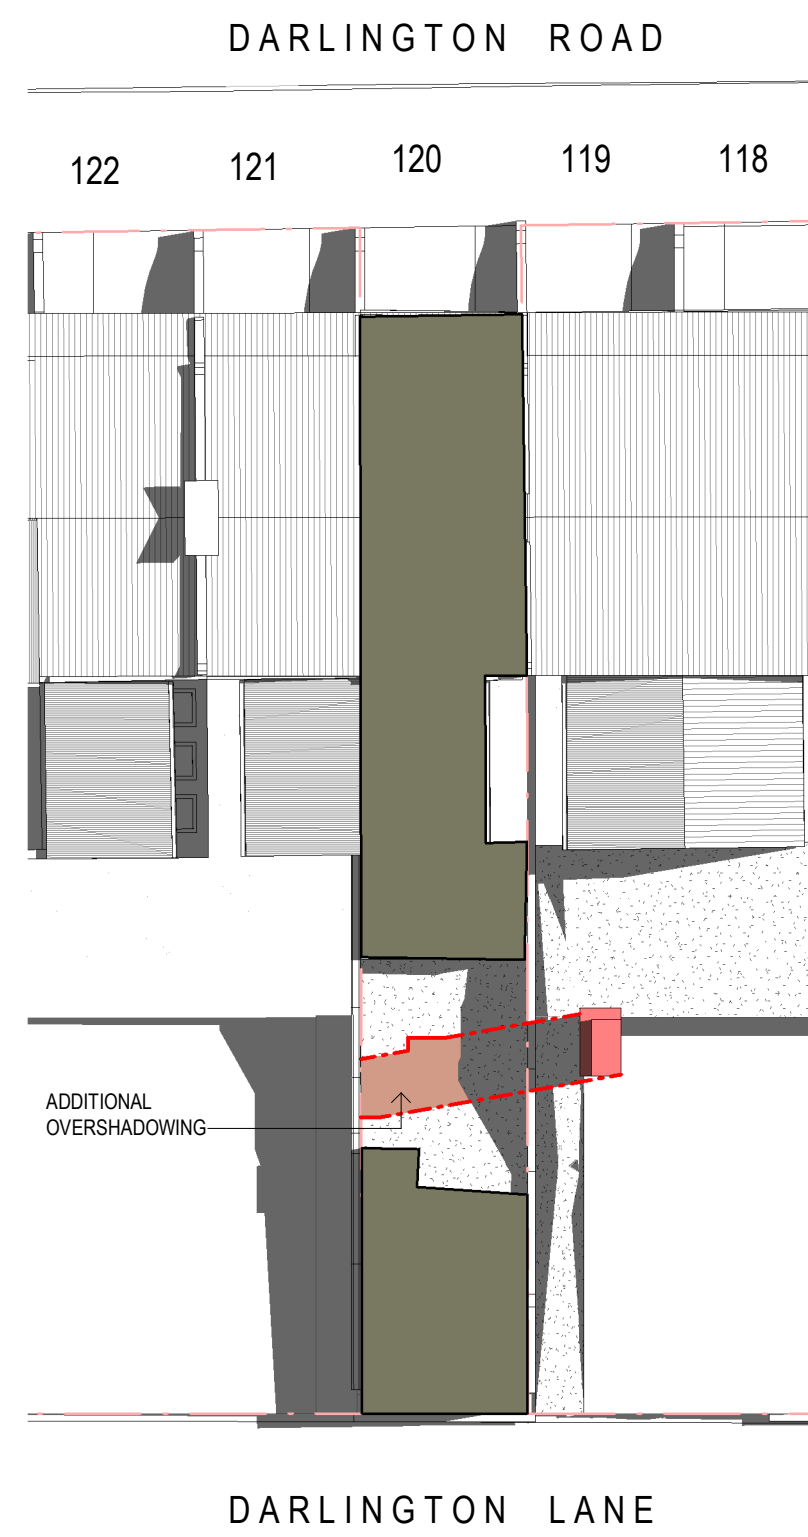 DARLINGTON ROAD
122 121 120 119 118
ADDITIONAL
OVERSHADOWING
DARLINGTON LANE